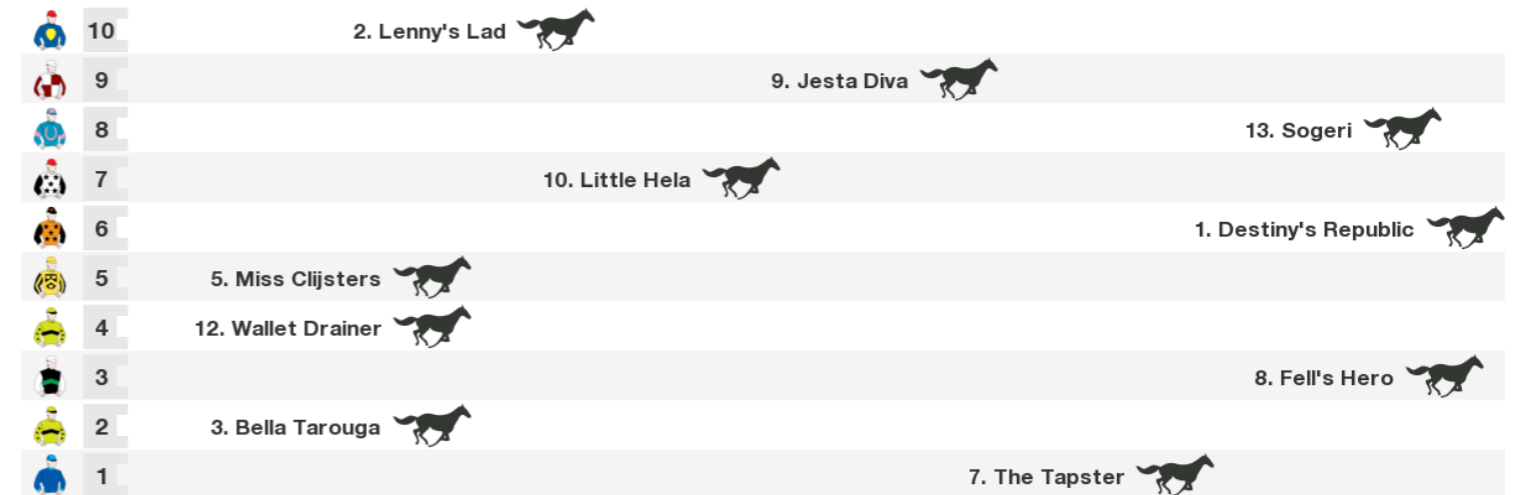 10 2. Lenny's Lad
9 9. Jesta Diva
8 13. Sogeri
7 10. Little Hela
6 1. Destiny's Republic
5 5. Miss Clijsters
4 12. Wallet Drainer
3 8. Fell's Hero
2 3. Bella Tarouga
1 7. The Tapster